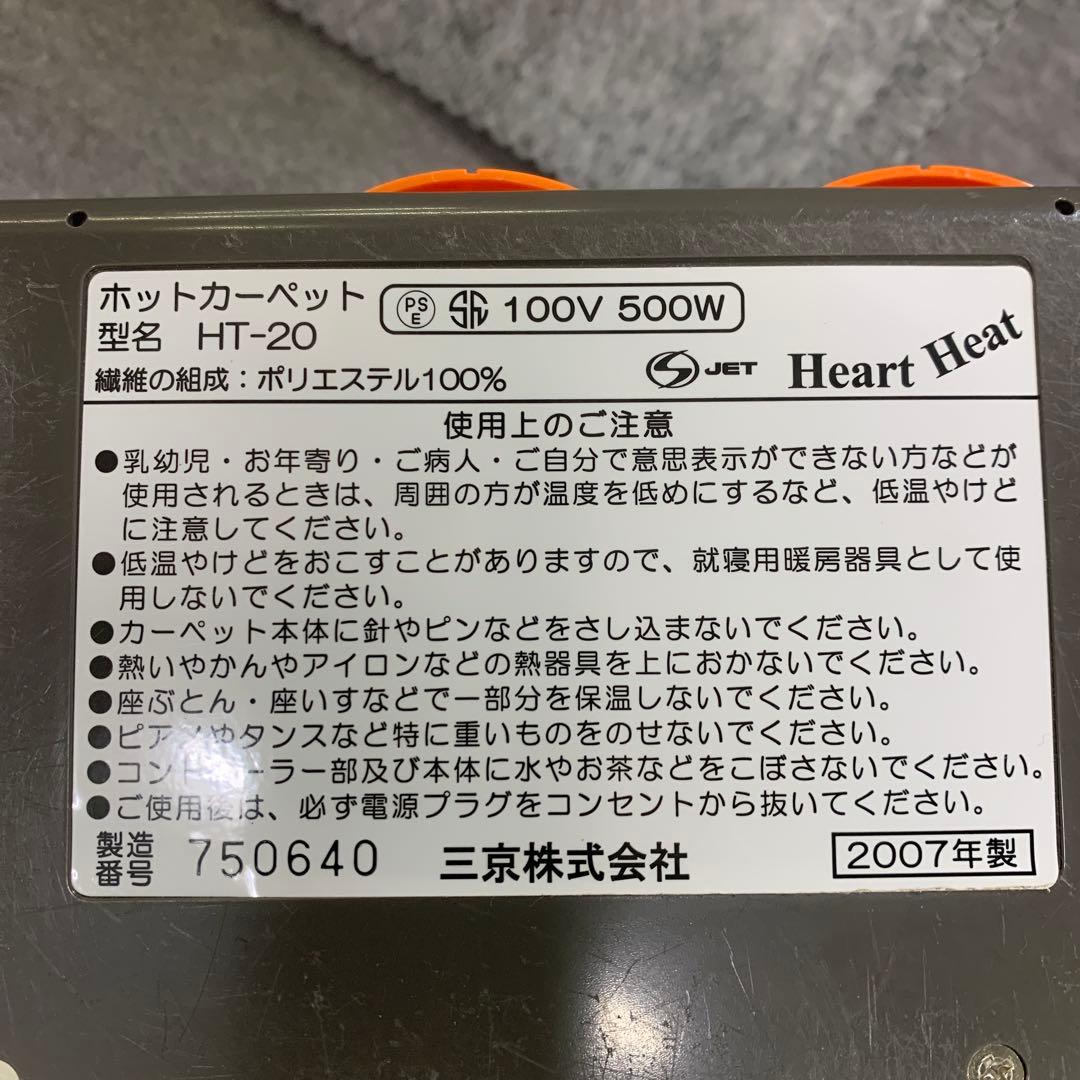 ホットカーペット
型名 HT-20
PSE 100V 500W
繊維の組成：ポリエステル100%
JET Heart Heat
使用上のご注意
●乳幼児・お年寄り・ご病人・ご自分で意思表示ができない方などが
使用されるときは、周囲の方が温度を低めにするなど、低温やけど
に注意してください。
●低温やけどをおこすことがありますので、就寝用暖房器具として使
用しないでください。
●カーペット本体に針やピンなどをさし込まないでください。
●熱いやかんやアイロンなどの熱器具を上におかないでください。
●座ぶとん・座いすなどで一部分を保温しないでください。
●ピアノやタンスなど特に重いものをのせないでください。
●コントローラー部及び本体に水やお茶などをこぼさないでください。
●ご使用後は、必ず電源プラグをコンセントから抜いてください。
製造番号 750640 三京株式会社 2007年製